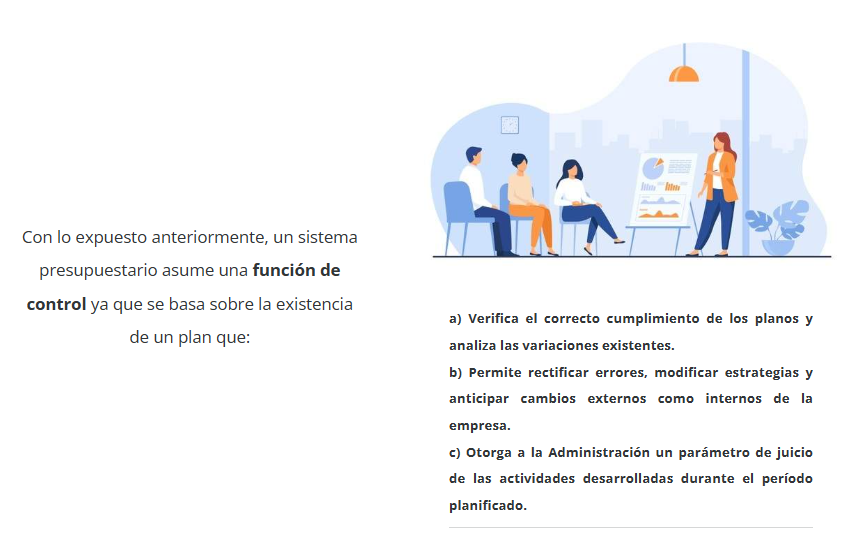 Con lo expuesto anteriormente, un sistema
presupuestario asume una función de
control ya que se basa sobre la existencia
de un plan que:
a) Verifica el correcto cumplimiento de los planos y
analiza las variaciones existentes.
b) Permite rectificar errores, modificar estrategias y
anticipar cambios externos como internos de la
empresa.
c) Otorga a la Administración un parámetro de juicio
de las actividades desarrolladas durante el período
planificado.